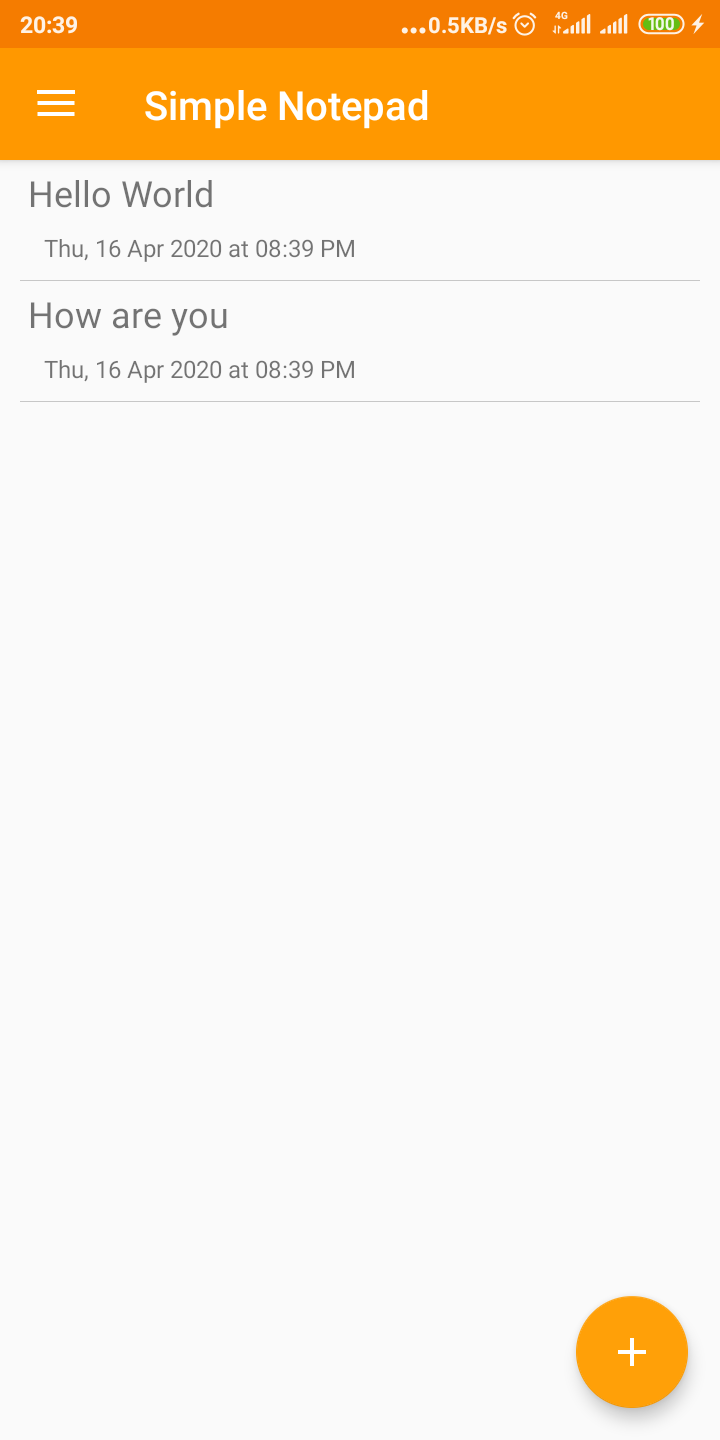 20:39 ...0.5KB/s 4G 100
Simple Notepad
Hello World
Thu, 16 Apr 2020 at 08:39 PM
How are you
Thu, 16 Apr 2020 at 08:39 PM
+